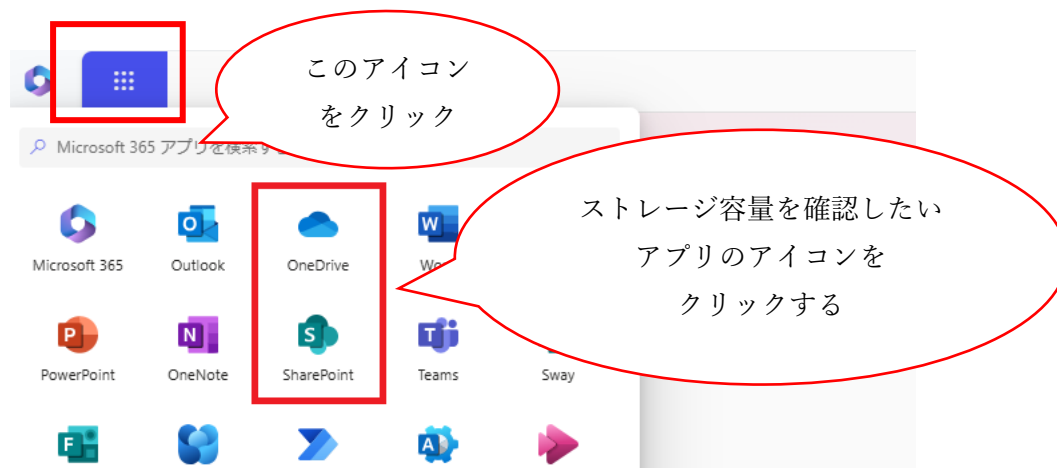 このアイコン
をクリック
Microsoft 365 アプリを検索す
ストレージ容量を確認したい
アプリのアイコンを
クリックする
Microsoft 365 Outlook OneDrive
PowerPoint OneNote SharePoint Teams Sway